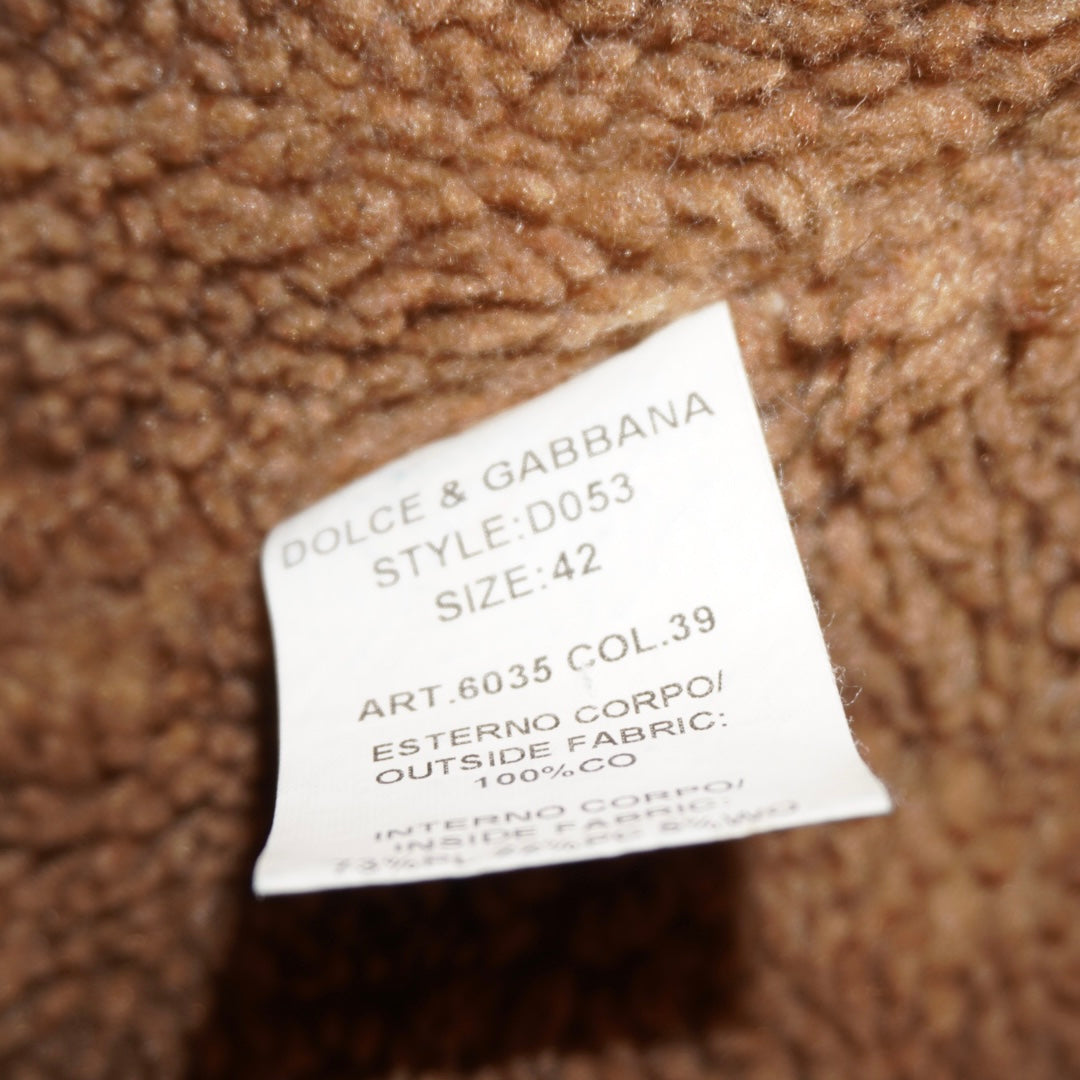 DOLCE & GABBANA
STYLE:D053
SIZE:42
ART.6035 COL.39
ESTERNO CORPO/
OUTSIDE FABRIC:
100%CO
INTERNO CORPO/
INSIDE FABRIC: